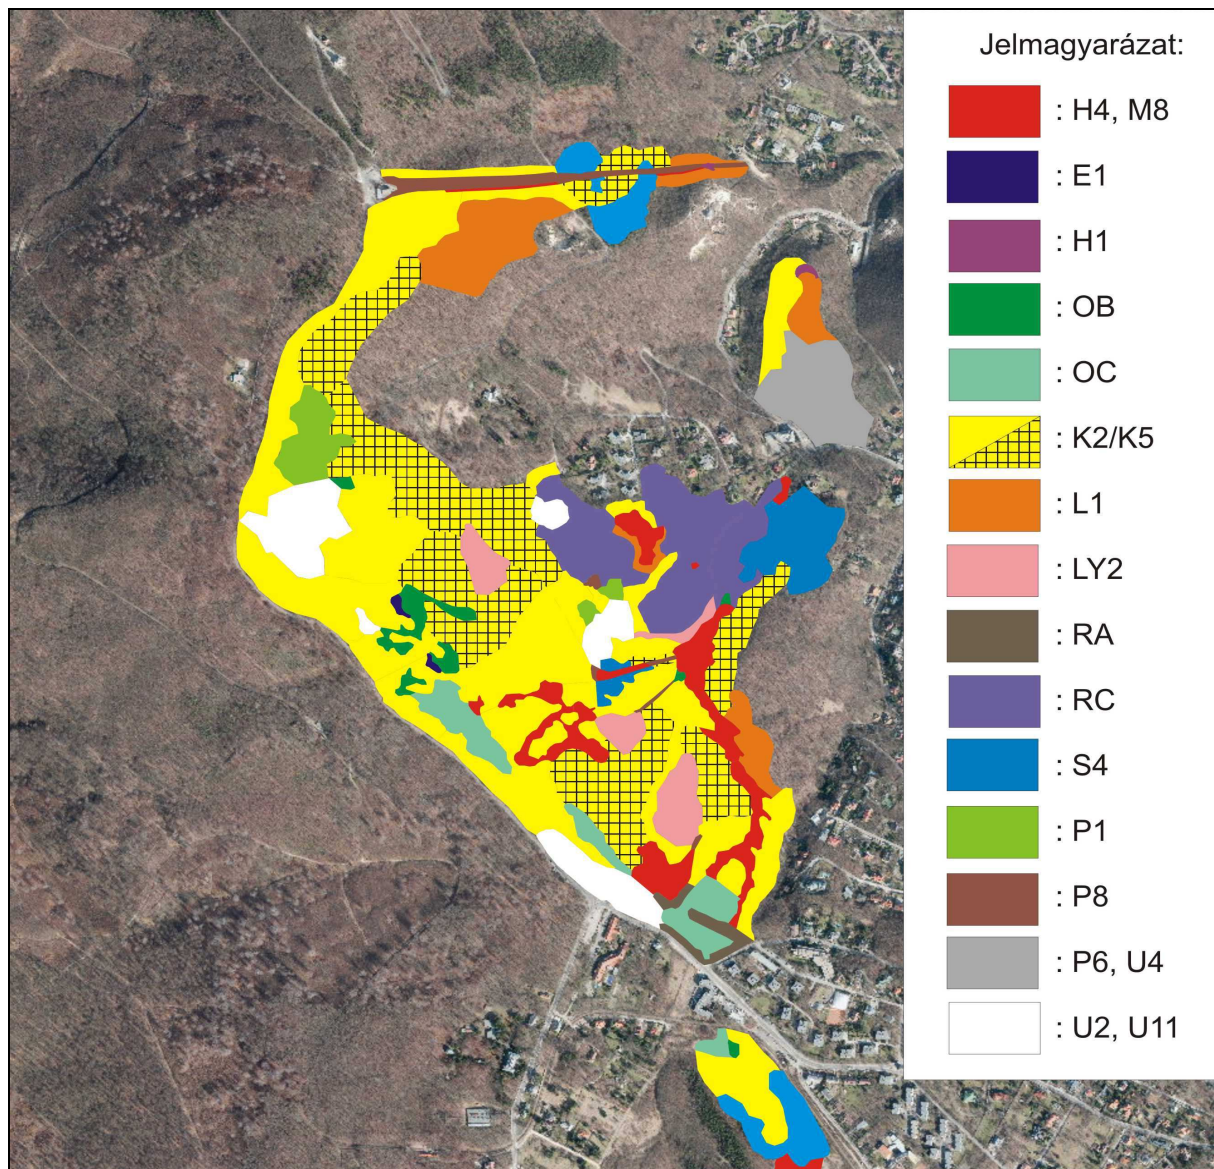 Jelmagyarázat:
: H4, M8
: E1
: H1
: OB
: OC
: K2/K5
: L1
: LY2
: RA
: RC
: S4
: P1
: P8
: P6, U4
: U2, U11